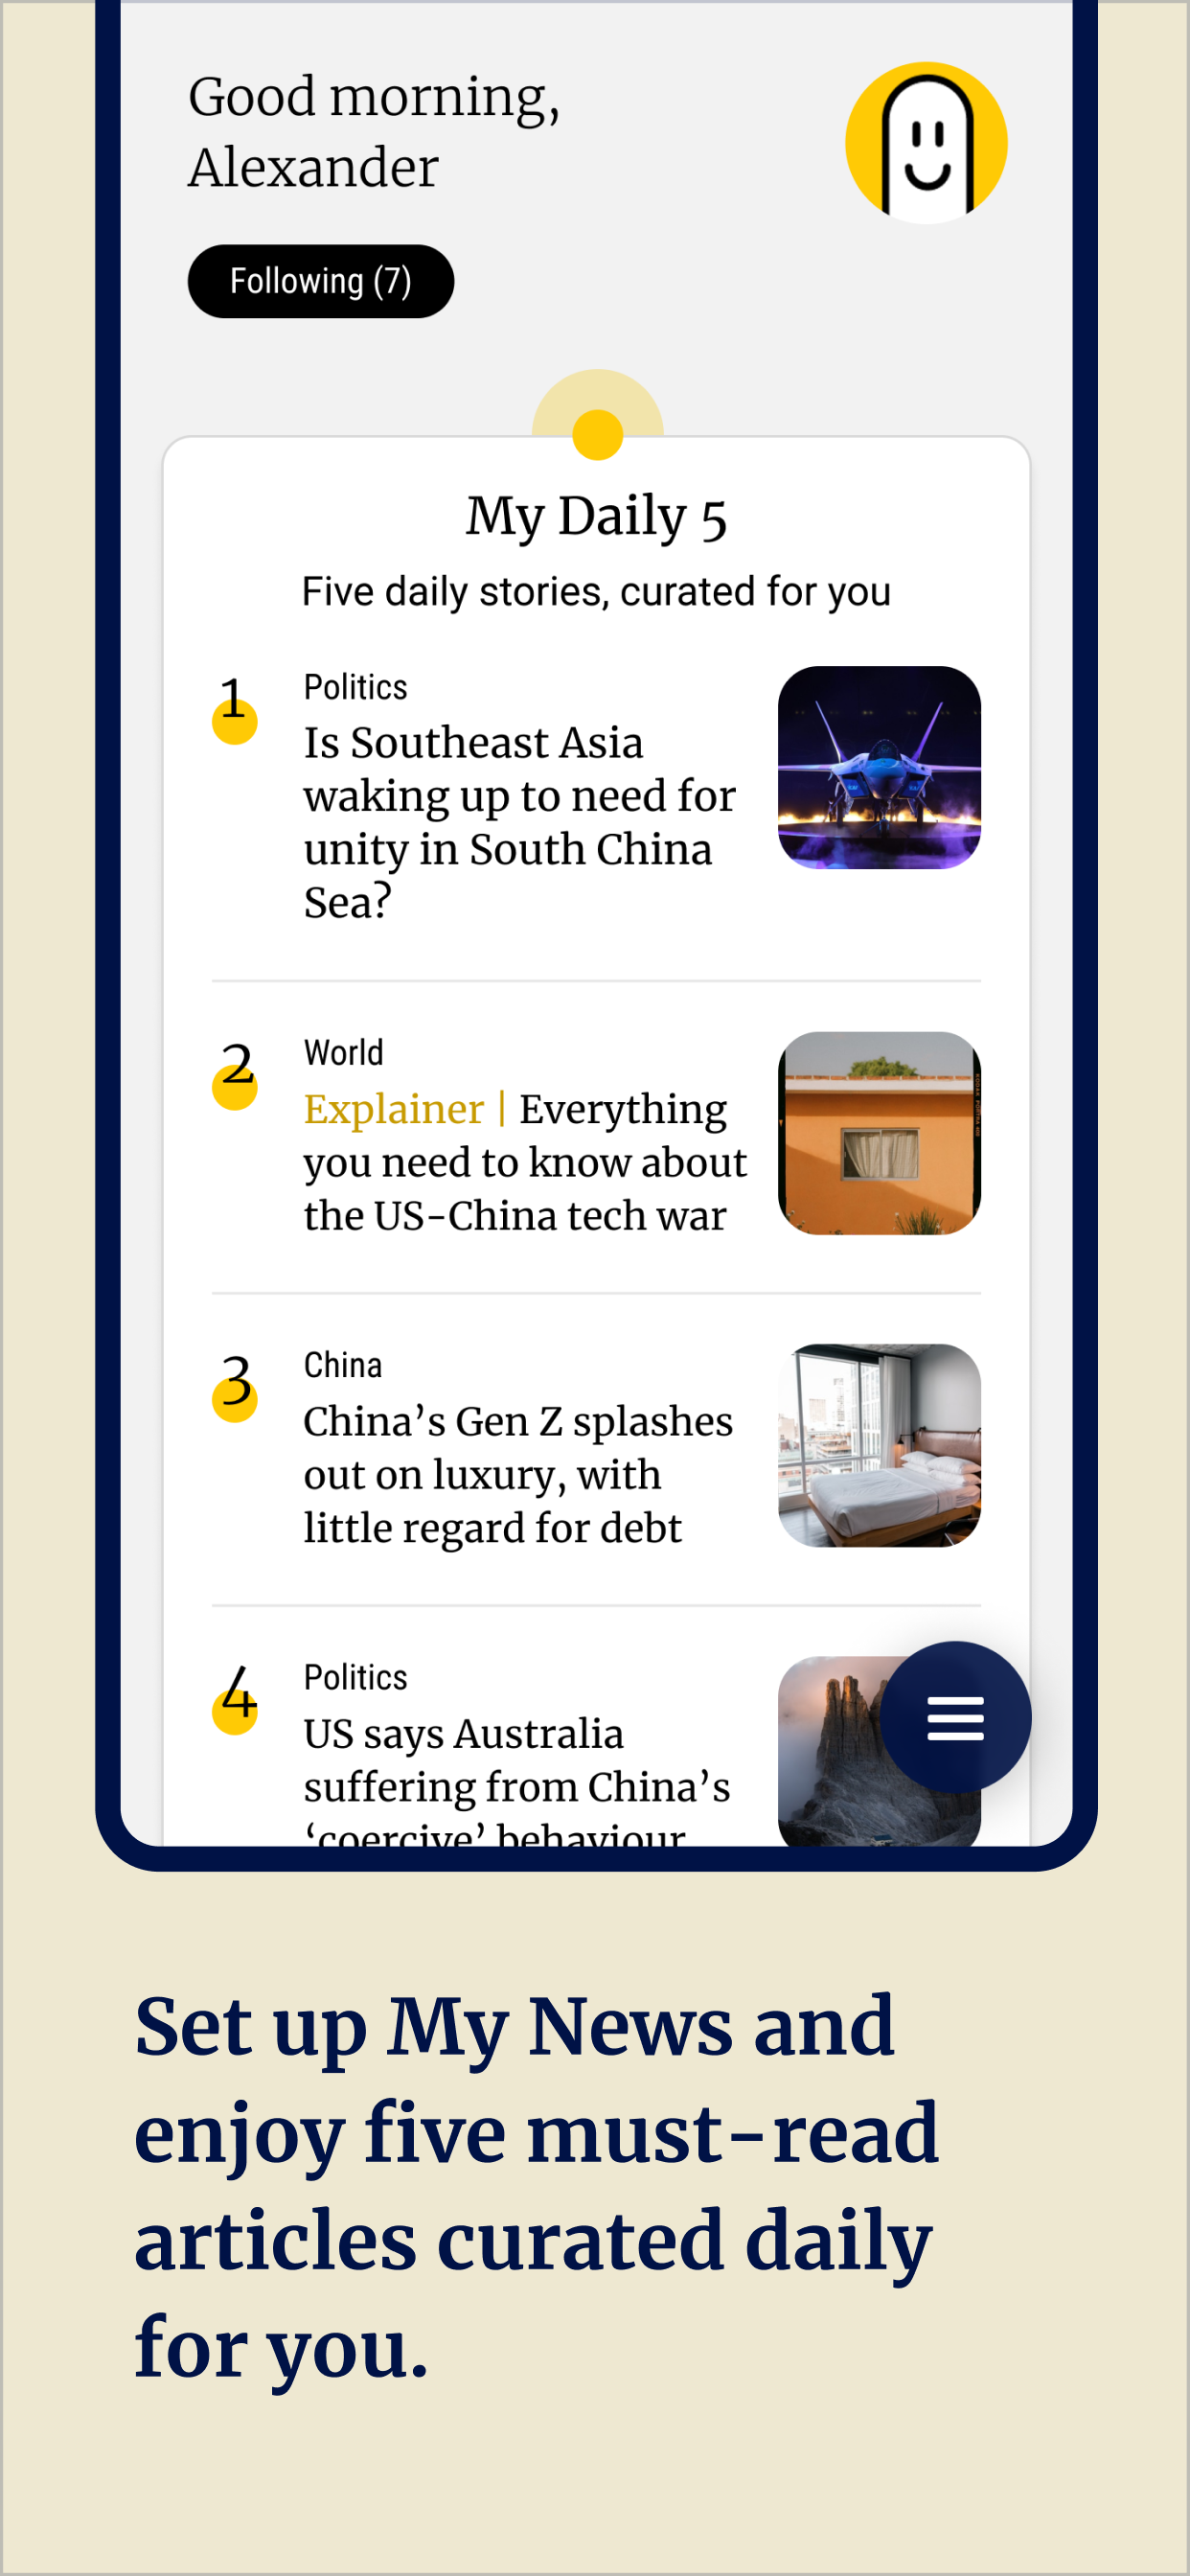 Good morning,
Alexander
Following (7)
My Daily 5
Five daily stories, curated for you
1
Politics
Is Southeast Asia
waking up to need for
unity in South China
Sea?
2
World
Explainer | Everything
you need to know about
the US-China tech war
3
China
China’s Gen Z splashes
out on luxury, with
little regard for debt
4
Politics
US says Australia
suffering from China’s
‘coercive’ behaviour
Set up My News and
enjoy five must-read
articles curated daily
for you.